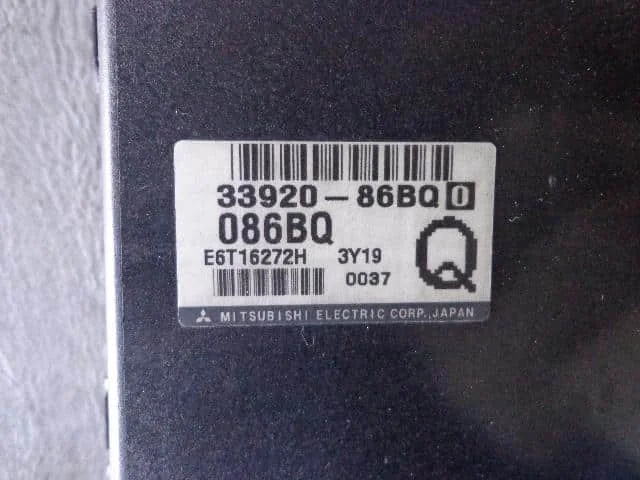 33920-86BQ 0
086BQ
E6T16272H 3Y19
0037
Q
MITSUBISHI ELECTRIC CORP., JAPAN